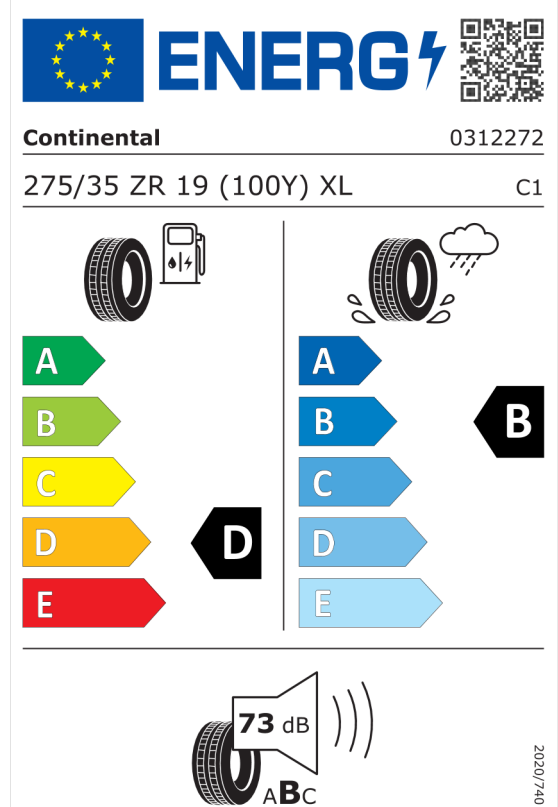 ENERG
Continental 0312272
275/35 ZR 19 (100Y) XL C1
A A
B B B
C C
D D D
E E
73 dB
ABC
2020/740